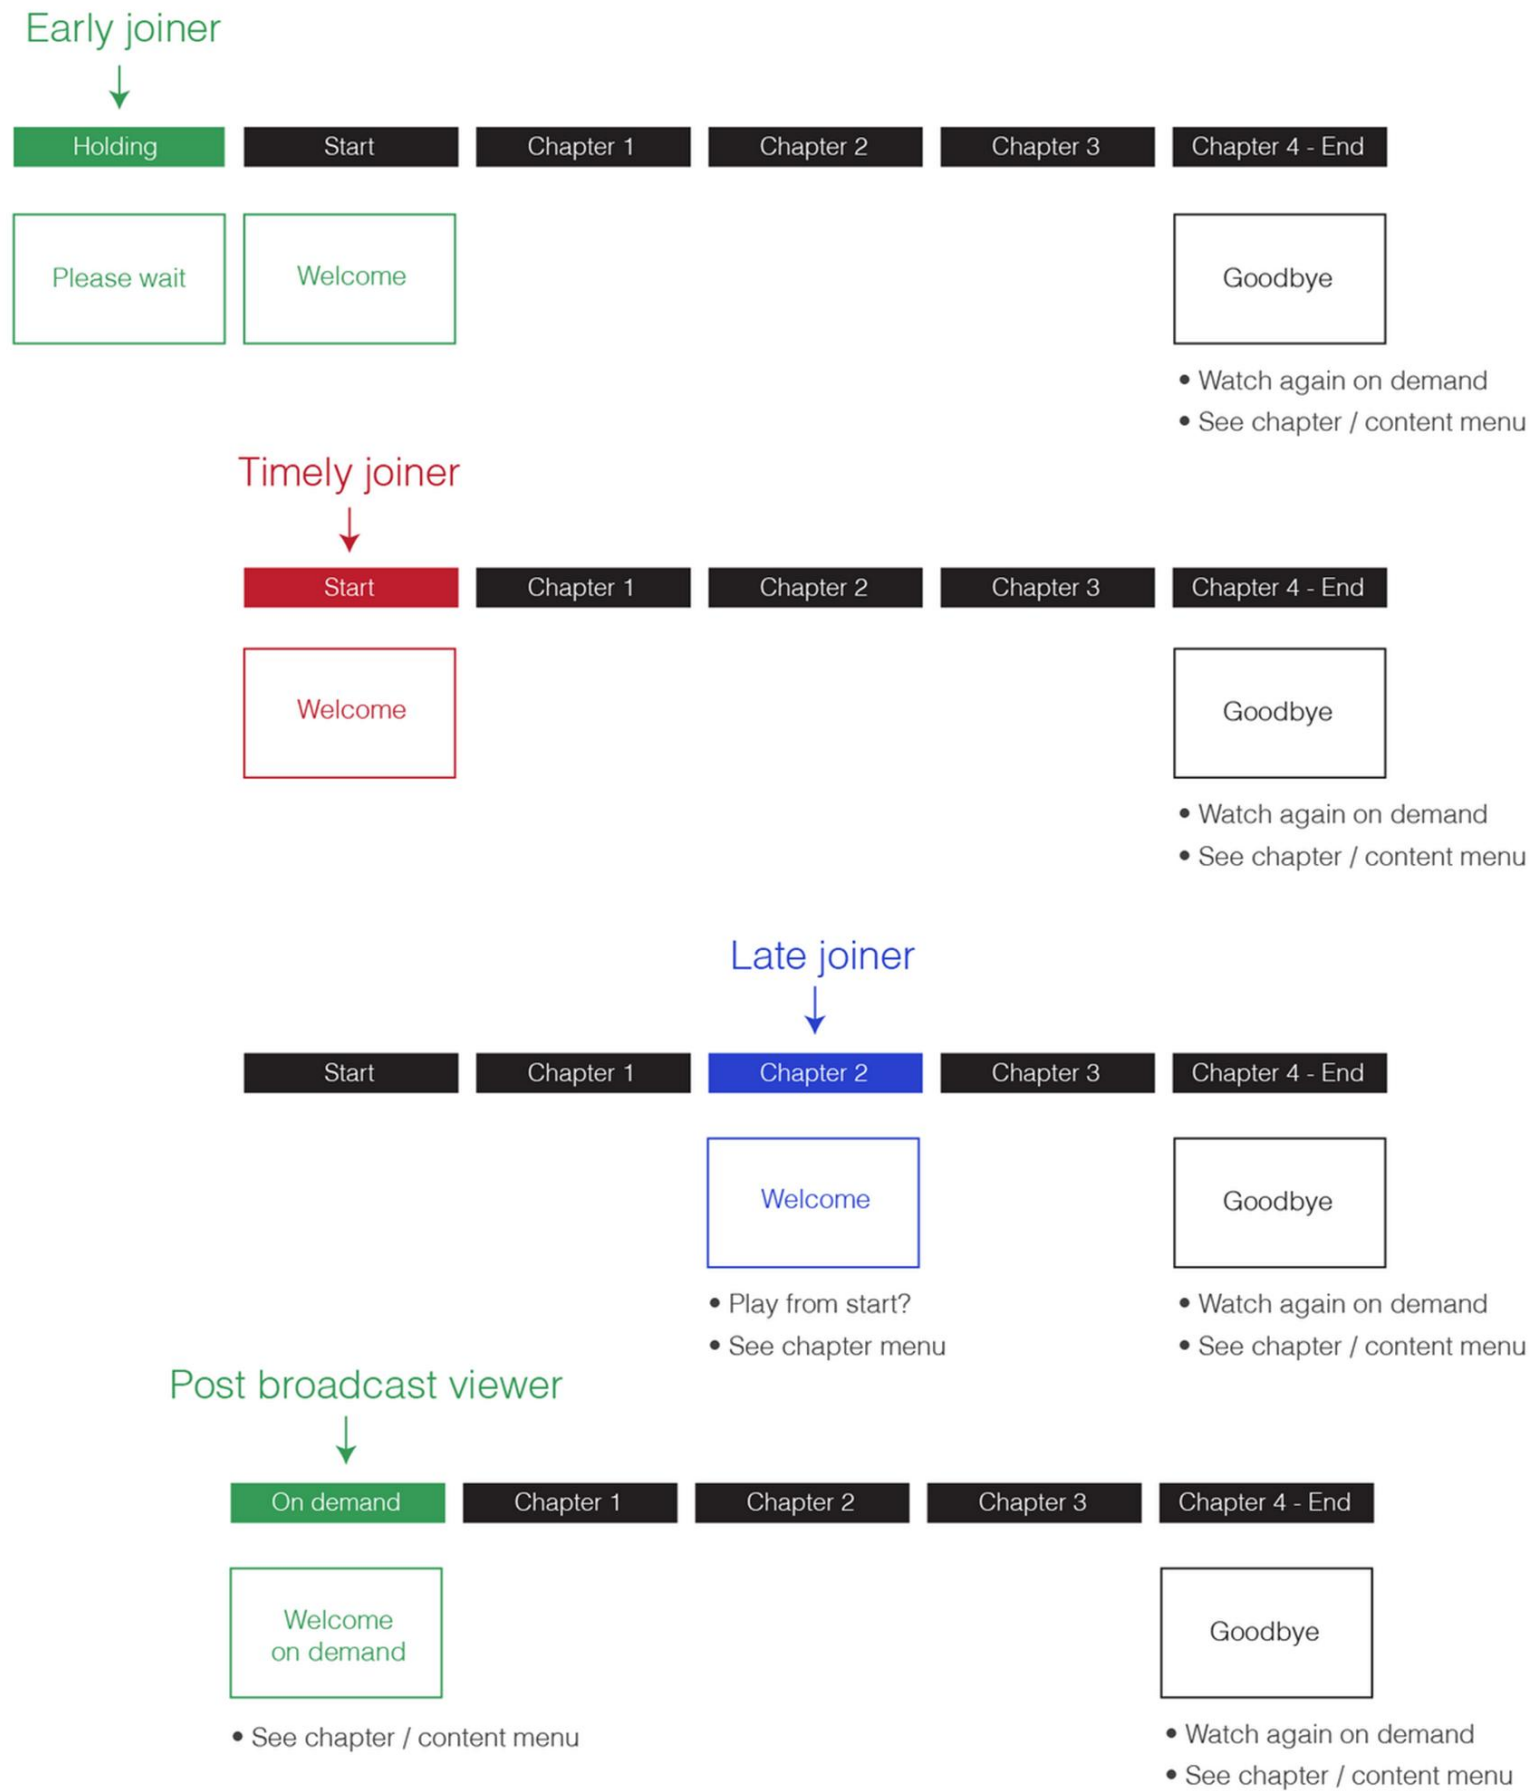 Early joiner
Holding
Start
Chapter 1
Chapter 2
Chapter 3
Chapter 4 - End
Please wait
Welcome
Goodbye
• Watch again on demand
• See chapter / content menu
Timely joiner
Start
Chapter 1
Chapter 2
Chapter 3
Chapter 4 - End
Welcome
Goodbye
• Watch again on demand
• See chapter / content menu
Late joiner
Start
Chapter 1
Chapter 2
Chapter 3
Chapter 4 - End
Welcome
Goodbye
• Play from start?
• See chapter menu
• Watch again on demand
• See chapter / content menu
Post broadcast viewer
On demand
Chapter 1
Chapter 2
Chapter 3
Chapter 4 - End
Welcome
on demand
Goodbye
• See chapter / content menu
• Watch again on demand
• See chapter / content menu